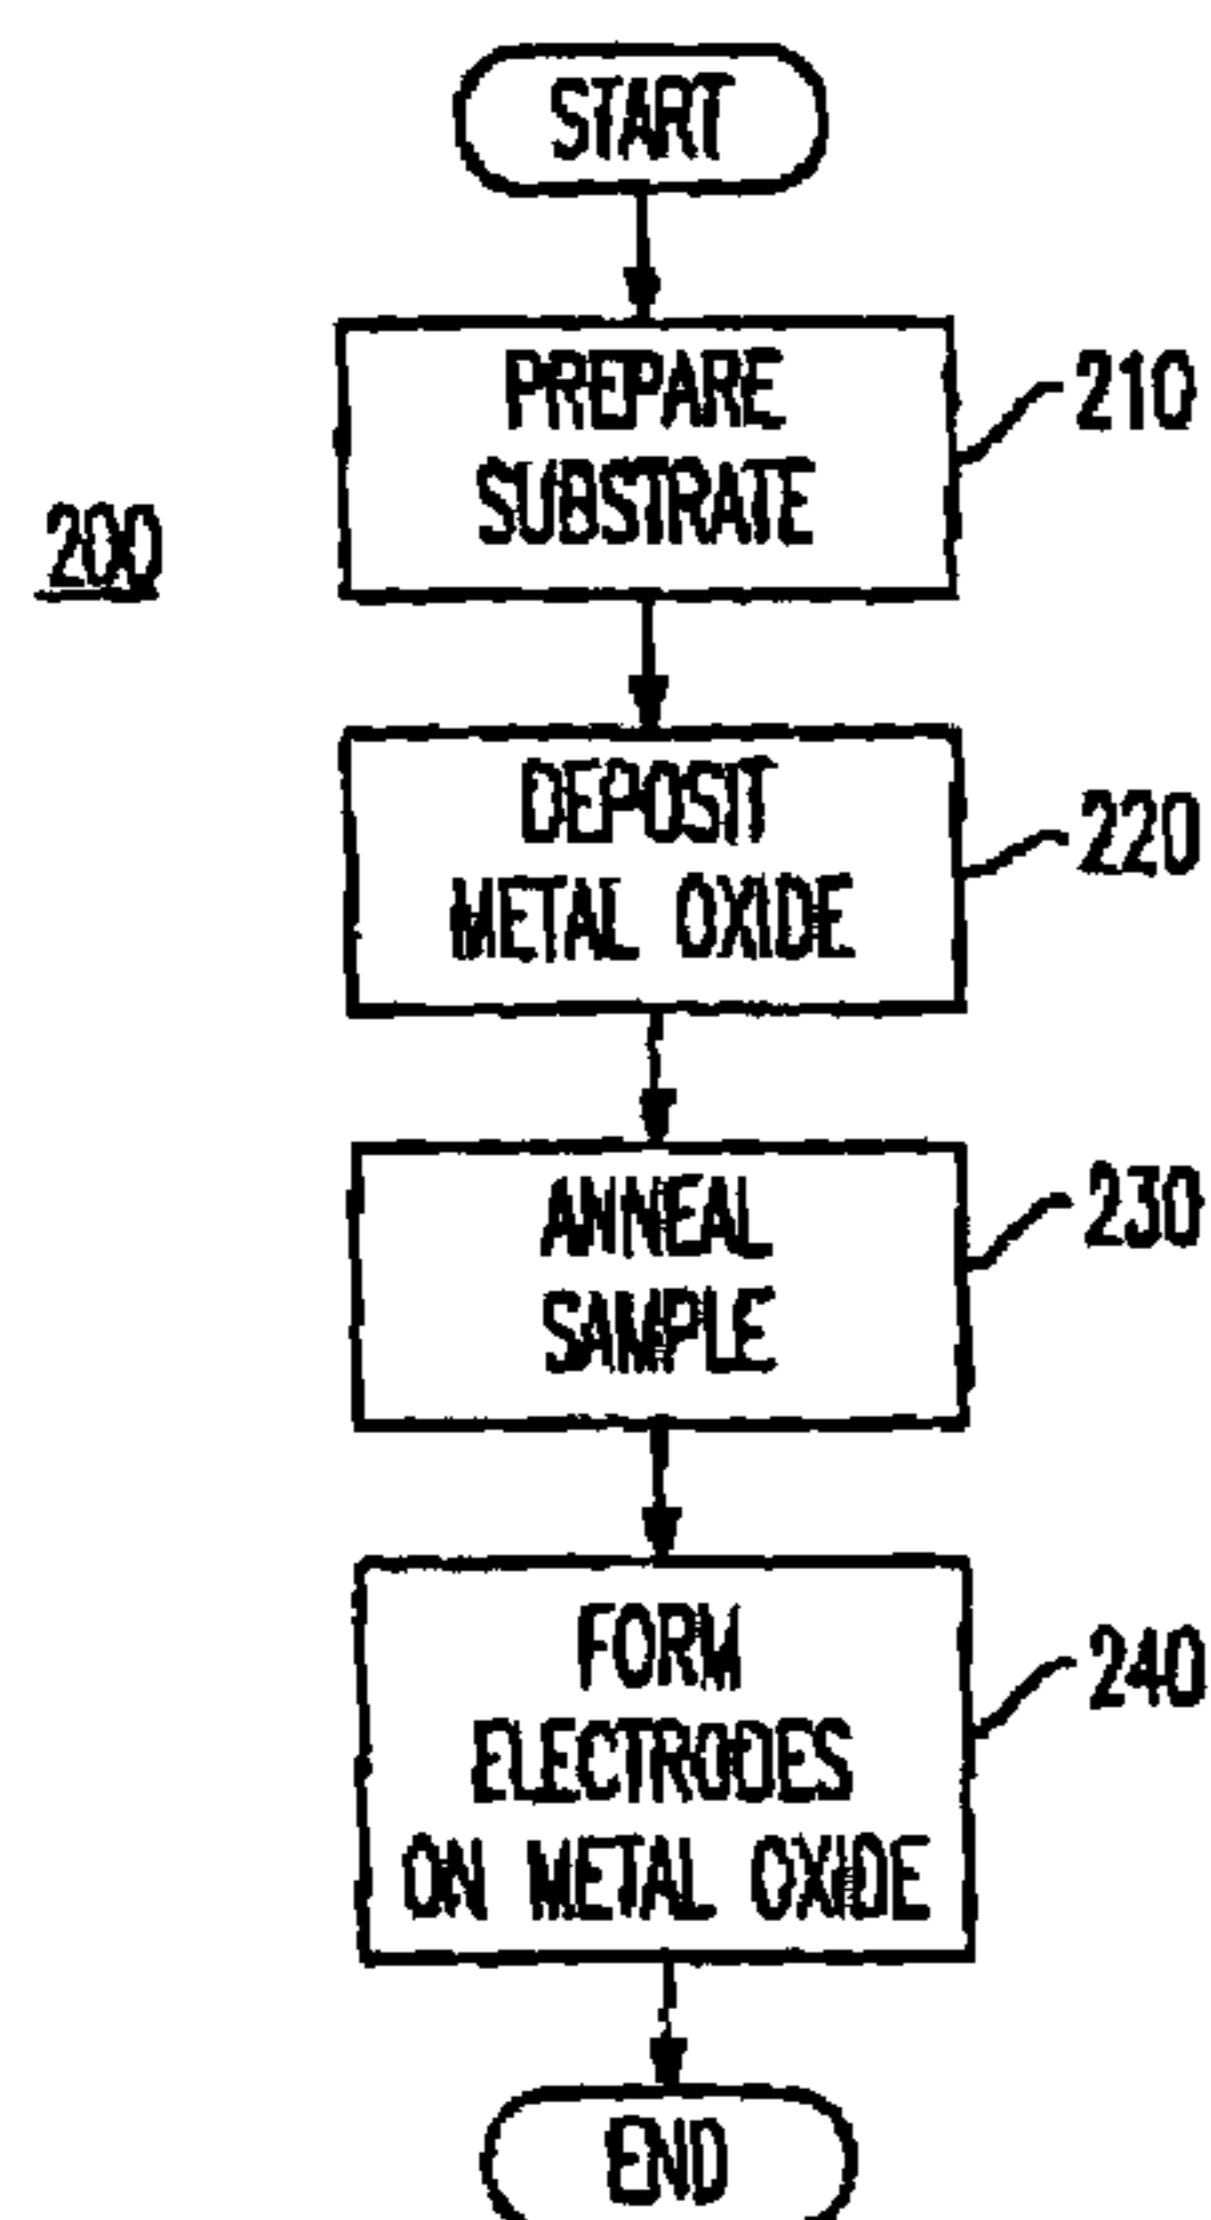 START
PREPARE
SUBSTRATE
210
200
DEPOSIT
METAL OXIDE
220
ANNEAL
SAMPLE
230
FORM
ELECTRODES
ON METAL OXIDE
240
END